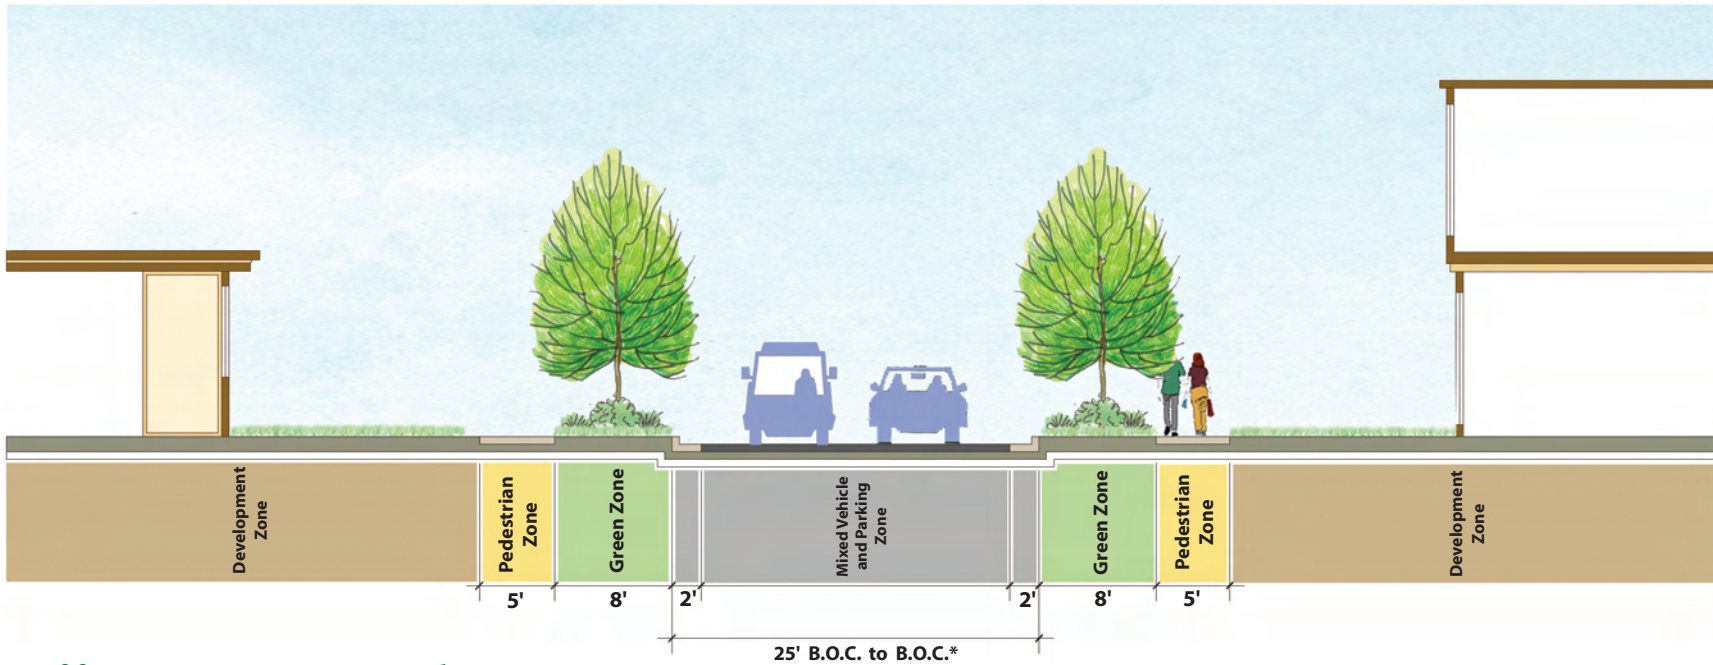 Development
Zone
Pedestrian
Zone
Green Zone
Mixed Vehicle
and Parking
Zone
Green Zone
Pedestrian
Zone
Development
Zone
5'
8'
2'
2'
8'
5'
25' B.O.C. to B.O.C.*